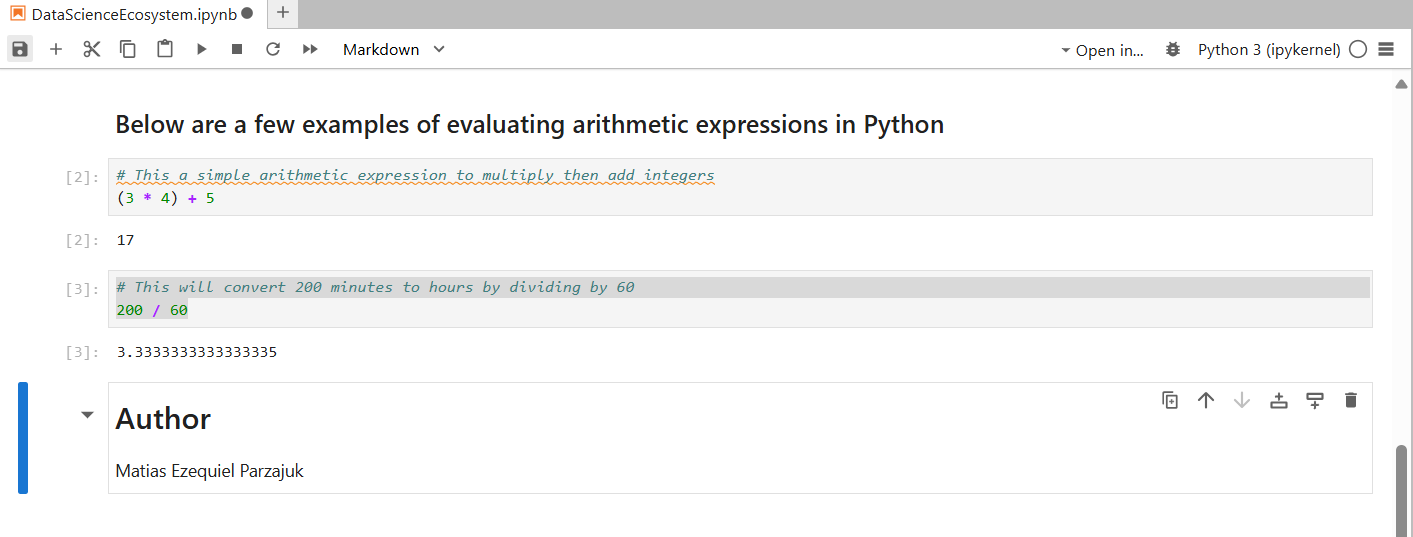 DataScienceEcosystem.ipynb
Markdown
Open in...
Python 3 (ipykernel)
Below are a few examples of evaluating arithmetic expressions in Python
[2]:
# This a simple arithmetic expression to multiply then add integers
(3 * 4) + 5
[2]:
17
[3]:
# This will convert 200 minutes to hours by dividing by 60
200 / 60
[3]:
3.3333333333333335
Author
Matias Ezequiel Parzajuk